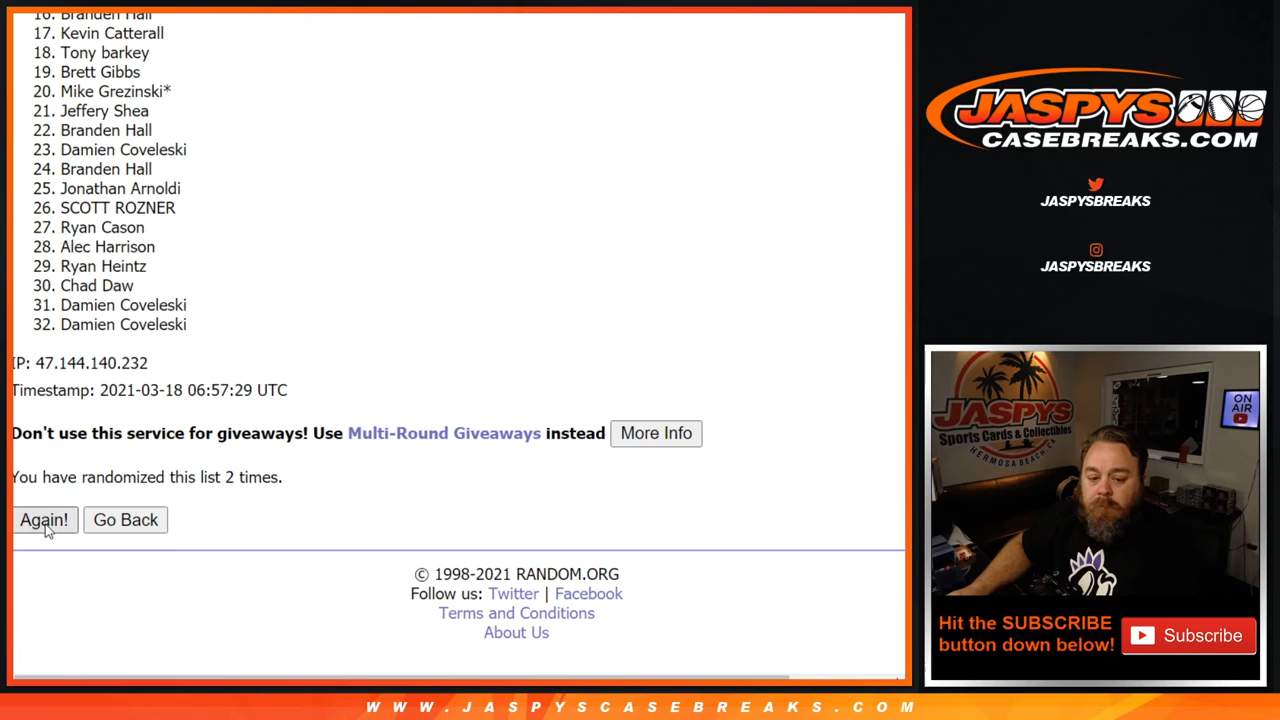 16. Branden Hall
17. Kevin Catterall
18. Tony barkey
19. Brett Gibbs
20. Mike Grezinski*
21. Jeffery Shea
22. Branden Hall
23. Damien Coveleski
24. Branden Hall
25. Jonathan Arnoldi
26. SCOTT ROZNER
27. Ryan Cason
28. Alec Harrison
29. Ryan Heintz
30. Chad Daw
31. Damien Coveleski
32. Damien Coveleski
IP: 47.144.140.232
Timestamp: 2021-03-18 06:57:29 UTC
Don't use this service for giveaways! Use Multi-Round Giveaways instead More Info
You have randomized this list 2 times.
Again! Go Back
© 1998-2021 RANDOM.ORG
Follow us: Twitter | Facebook
Terms and Conditions
About Us
JASPYS
CASEBREAKS.COM
JASPYSBREAKS
JASPYSBREAKS
JASPYS
Sports Cards & Collectibles
HERMOSA BEACH, CA
ON
AIR
Hit the SUBSCRIBE
button down below!
Subscribe
WWW.JASPYSCASEBREAKS.COM